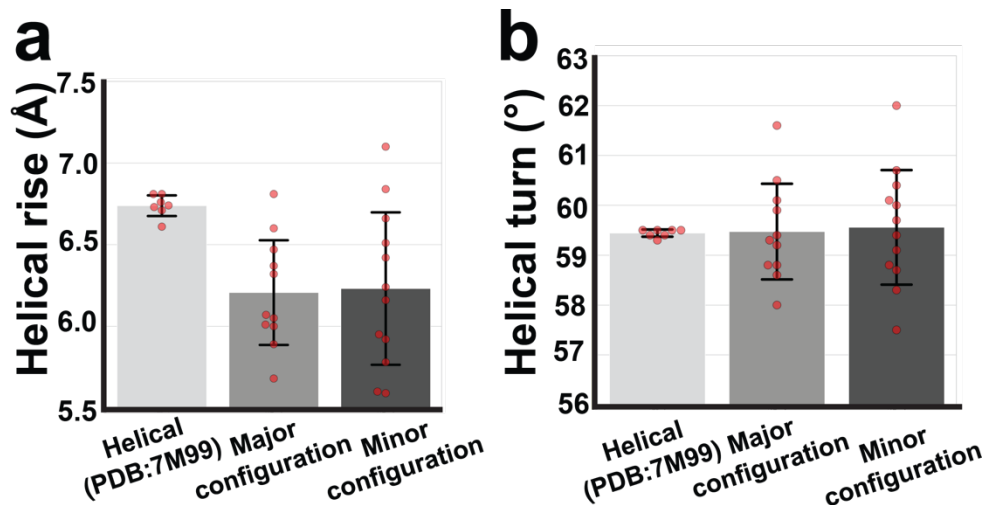 a
Helical rise (Å)
7.5
7.0
6.5
6.0
5.5
Helical
(PDB:7M99)
Major
configuration
Minor
configuration
b
Helical turn (°)
63
62
61
60
59
58
57
56
Helical
(PDB:7M99)
Major
configuration
Minor
configuration